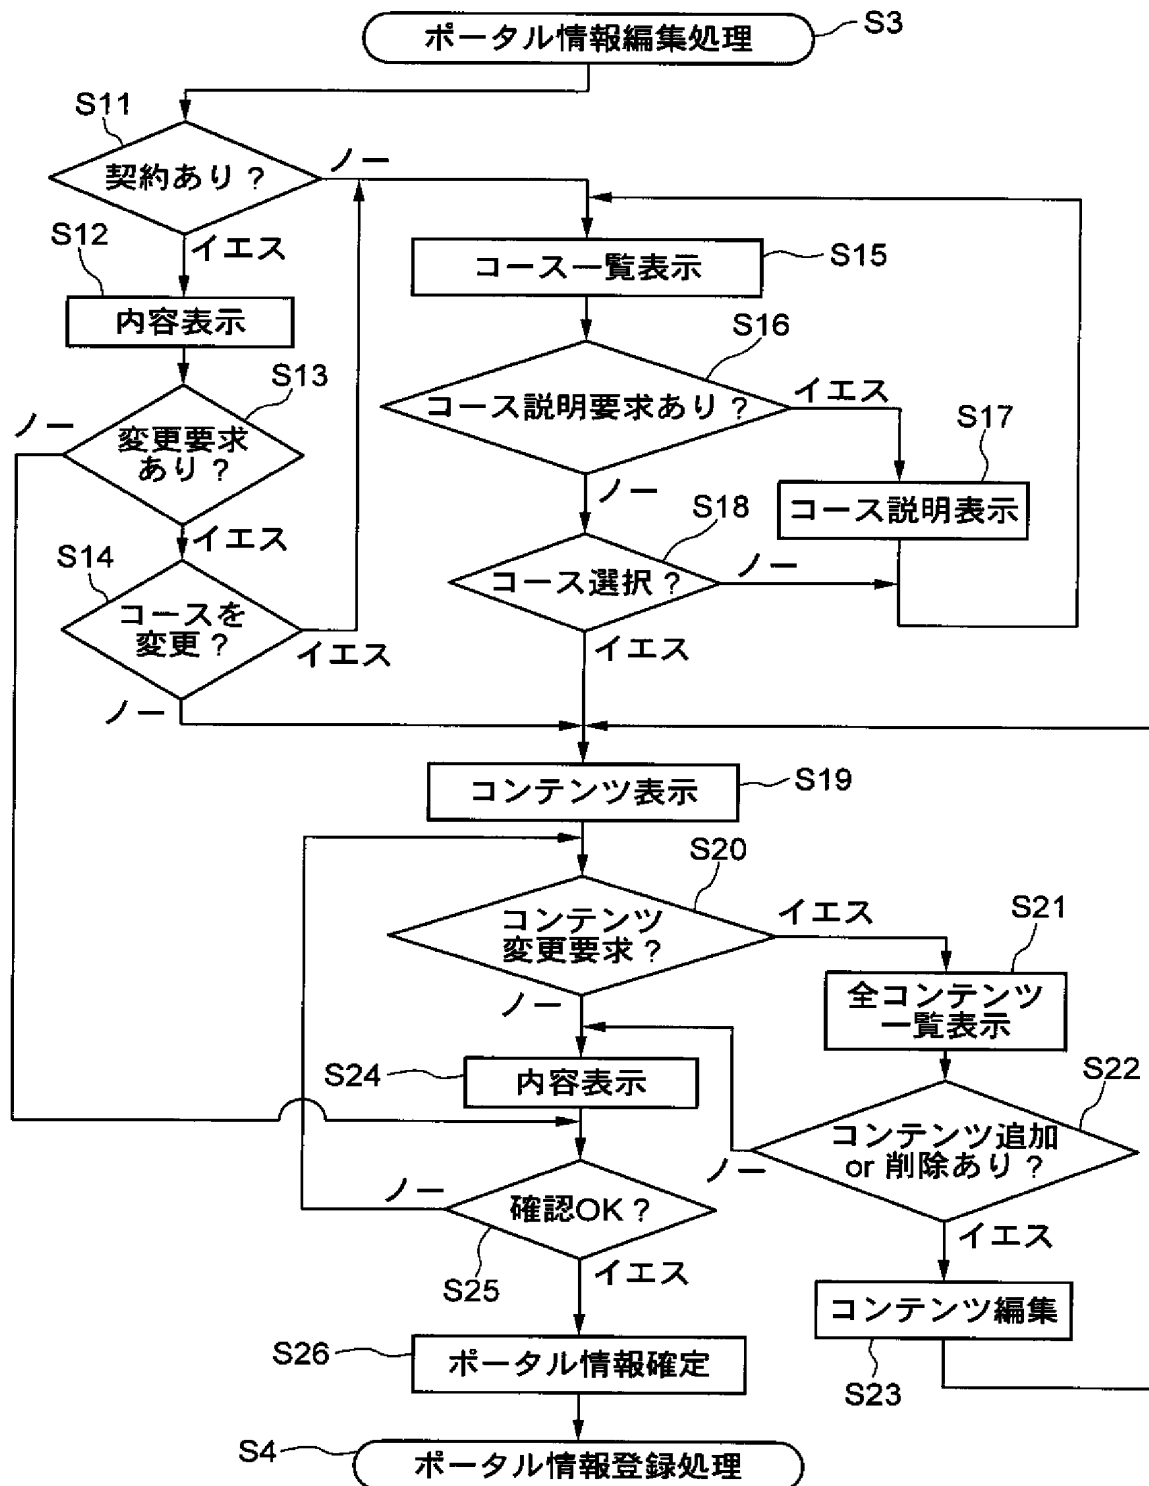 ポータル情報編集処理
S3
S11
契約あり？
ノー
S12
イエス
コース一覧表示
S15
内容表示
S16
S13
コース説明要求あり？
イエス
ノー
変更要求
あり？
S17
ノー
S18
コース説明表示
イエス
S14
コース選択？
ノー
コースを
変更？
イエス
イエス
ノー
コンテンツ表示
S19
S20
コンテンツ
変更要求？
イエス
S21
ノー
全コンテンツ
一覧表示
S24
内容表示
S22
コンテンツ追加
or 削除あり？
ノー
ノー
確認OK？
イエス
S25
イエス
コンテンツ編集
S26
ポータル情報確定
S23
S4
ポータル情報登録処理